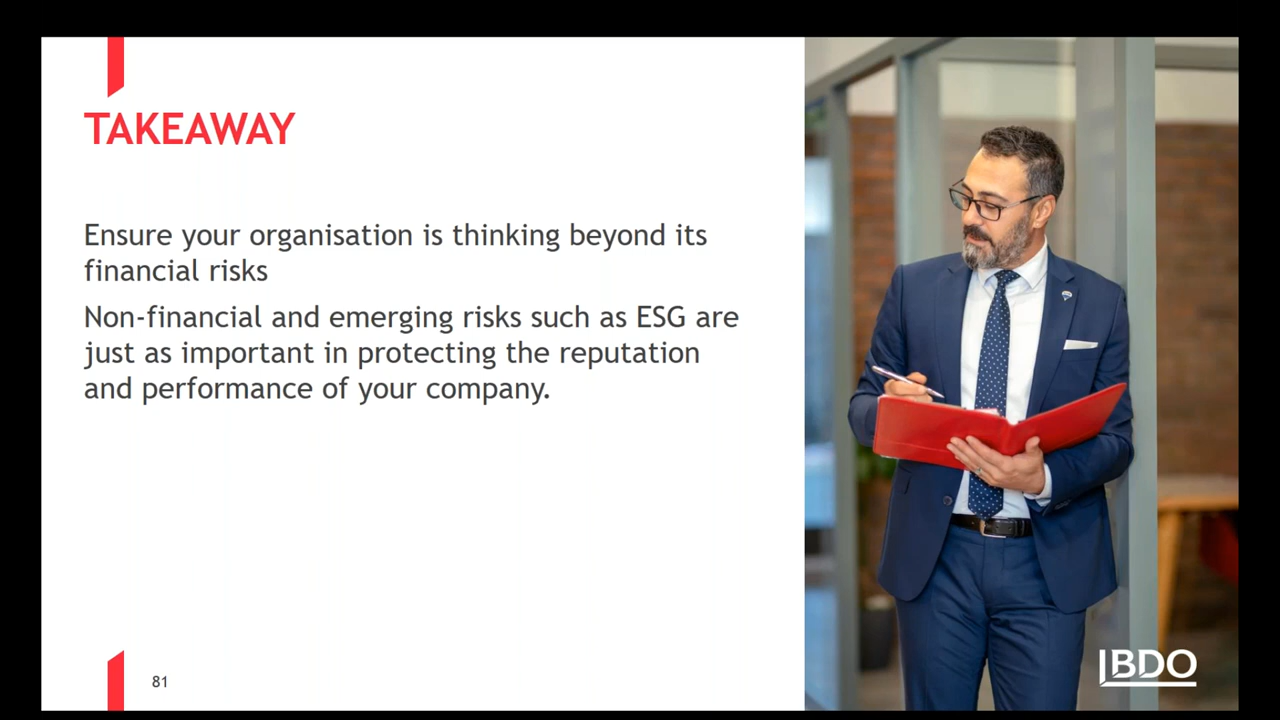 TAKEAWAY
Ensure your organisation is thinking beyond its
financial risks
Non-financial and emerging risks such as ESG are
just as important in protecting the reputation
and performance of your company.
81
BDO